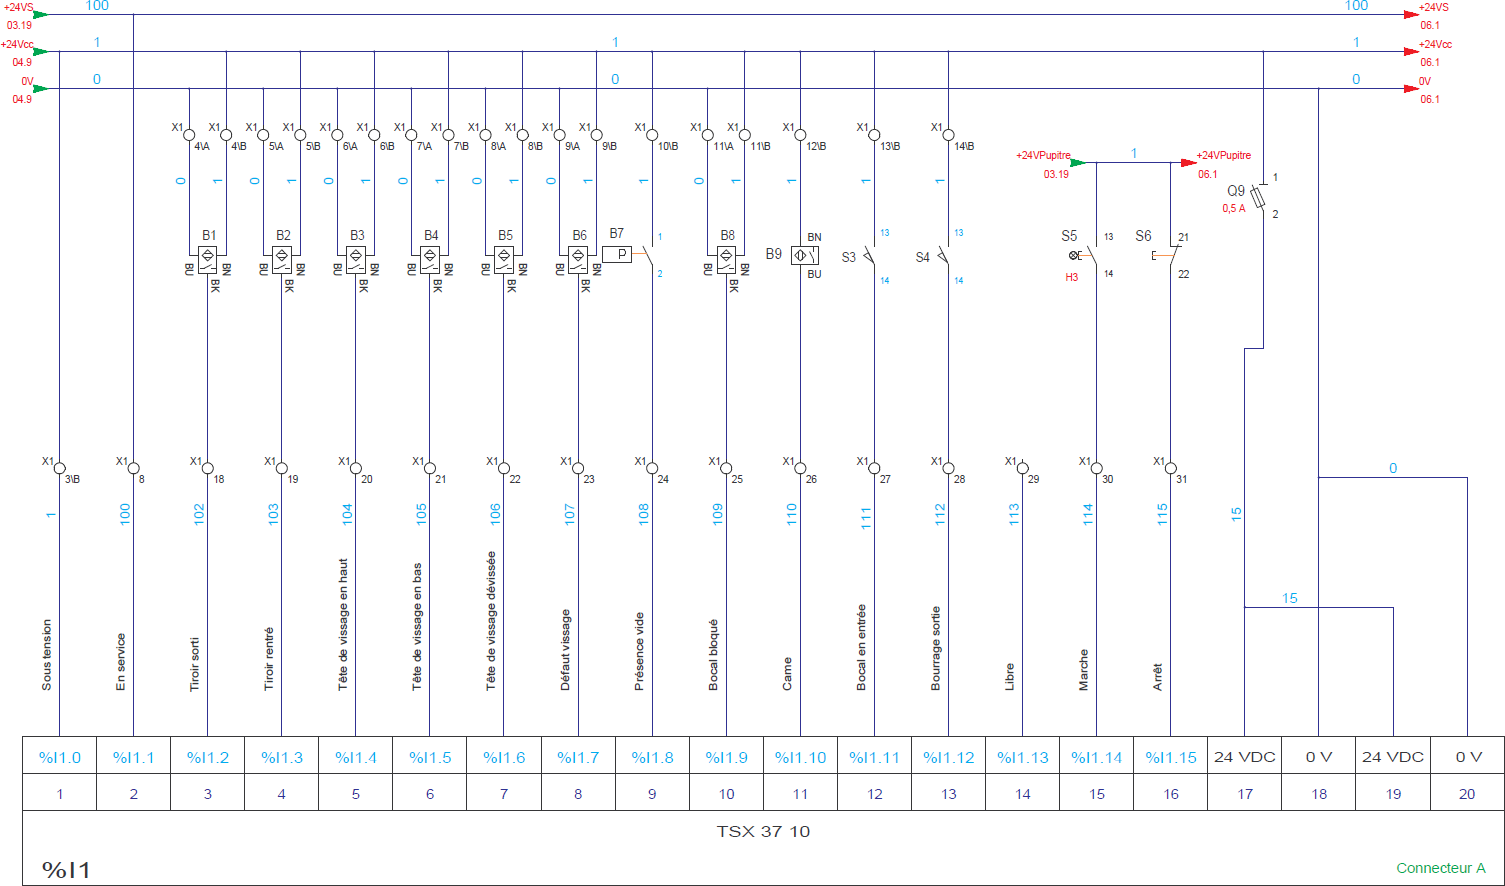 +24VS 100 100 +24VS
03.19 06.1
+24Vcc 1 1 1 +24Vcc
04.9 06.1
0V 0 0 0 0V
04.9 06.1
X1 X1 X1 X1 X1 X1 X1 X1 X1 X1 X1 X1 X1 X1 X1 X1 X1 X1
4\A 4\B 5\A 5\B 6\A 6\B 7\A 7\B 8\A 8\B 9\A 9\B 10\B 11\A 11\B 12\B 13\B 14\B
+24VPupitre 1 +24VPupitre
03.19 06.1
0 1 0 1 0 1 0 1 0 1 0 1 1 0 1 1 1 1
Q9 1
0,5 A 2
B1 B2 B3 B4 B5 B6 B7 1 B8 BN 13 13 S5 13 S6 21
P B9 S3 S4
BU BN BU BN BU BN BU BN BU BN BU BN 2 BU BN BU 14 14 H3 14 22
BK BK BK BK BK BK BK
X1 X1 X1 X1 X1 X1 X1 X1 X1 X1 X1 X1 X1 X1 X1 X1
3\B 8 18 19 20 21 22 23 24 25 26 27 28 29 30 31
0
1 100 102 103 104 105 106 107 108 109 110 111 112 113 114 115 15
15
Sous tension
En service
Tiroir sorti
Tiroir rentré
Tête de vissage en haut
Tête de vissage en bas
Tête de vissage dévissée
Défaut vissage
Présence vide
Bocal bloqué
Came
Bocal en entrée
Bourrage sortie
Libre
Marche
Arrêt
%I1.0 %I1.1 %I1.2 %I1.3 %I1.4 %I1.5 %I1.6 %I1.7 %I1.8 %I1.9 %I1.10 %I1.11 %I1.12 %I1.13 %I1.14 %I1.15 24 VDC 0 V 24 VDC 0 V
1 2 3 4 5 6 7 8 9 10 11 12 13 14 15 16 17 18 19 20
TSX 37 10
%I1
Connecteur A